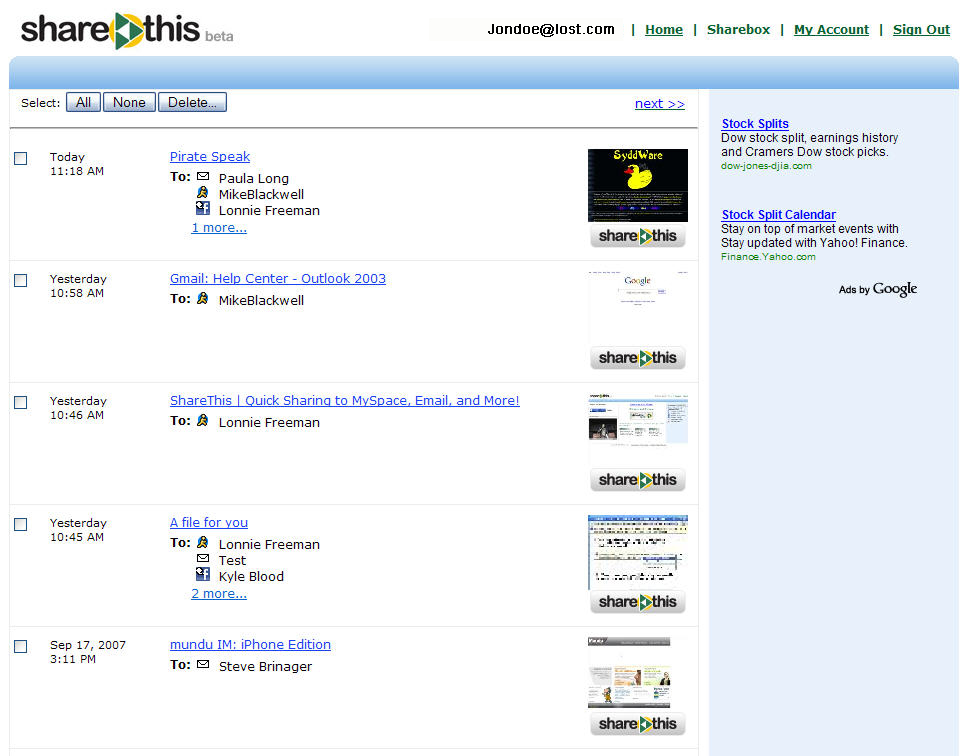 sharethis beta
Jondoe@lost.com | Home | Sharebox | My Account | Sign Out
Select: All None Delete... next >>
Today
11:18 AM
Pirate Speak
To: Paula Long
MikeBlackwell
Lonnie Freeman
1 more...
SyddWare
sharethis
Yesterday
10:58 AM
Gmail: Help Center - Outlook 2003
To: MikeBlackwell
Google
sharethis
Yesterday
10:46 AM
ShareThis | Quick Sharing to MySpace, Email, and More!
To: Lonnie Freeman
sharethis
Yesterday
10:45 AM
A file for you
To: Lonnie Freeman
Test
Kyle Blood
2 more...
sharethis
Sep 17, 2007
3:11 PM
mundu IM: iPhone Edition
To: Steve Brinager
sharethis
Stock Splits
Dow stock split, earnings history
and Cramers Dow stock picks.
dow-jones-djia.com
Stock Split Calendar
Stay on top of market events with
Stay updated with Yahoo! Finance.
Finance.Yahoo.com
Ads by Google